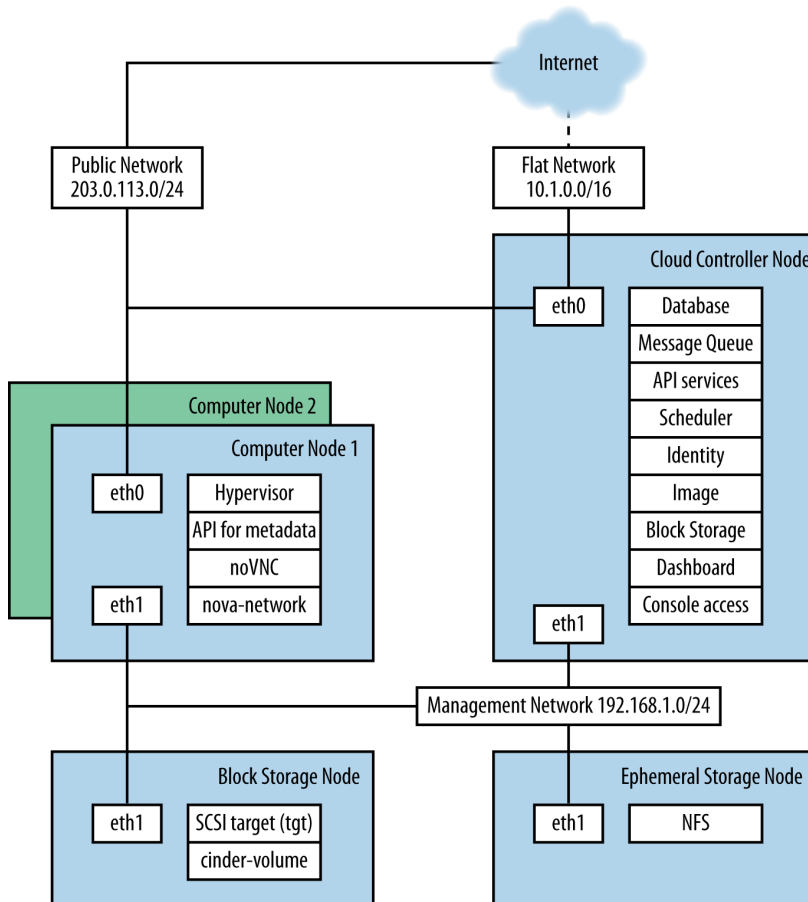 Internet
Public Network
203.0.113.0/24
Flat Network
10.1.0.0/16
Cloud Controller Node
eth0
Database
Message Queue
API services
Scheduler
Identity
Image
Block Storage
Dashboard
Console access
eth1
Computer Node 2
Computer Node 1
eth0
Hypervisor
API for metadata
noVNC
nova-network
eth1
Management Network 192.168.1.0/24
Block Storage Node
eth1
SCSI target (tgt)
cinder-volume
Ephemeral Storage Node
eth1
NFS